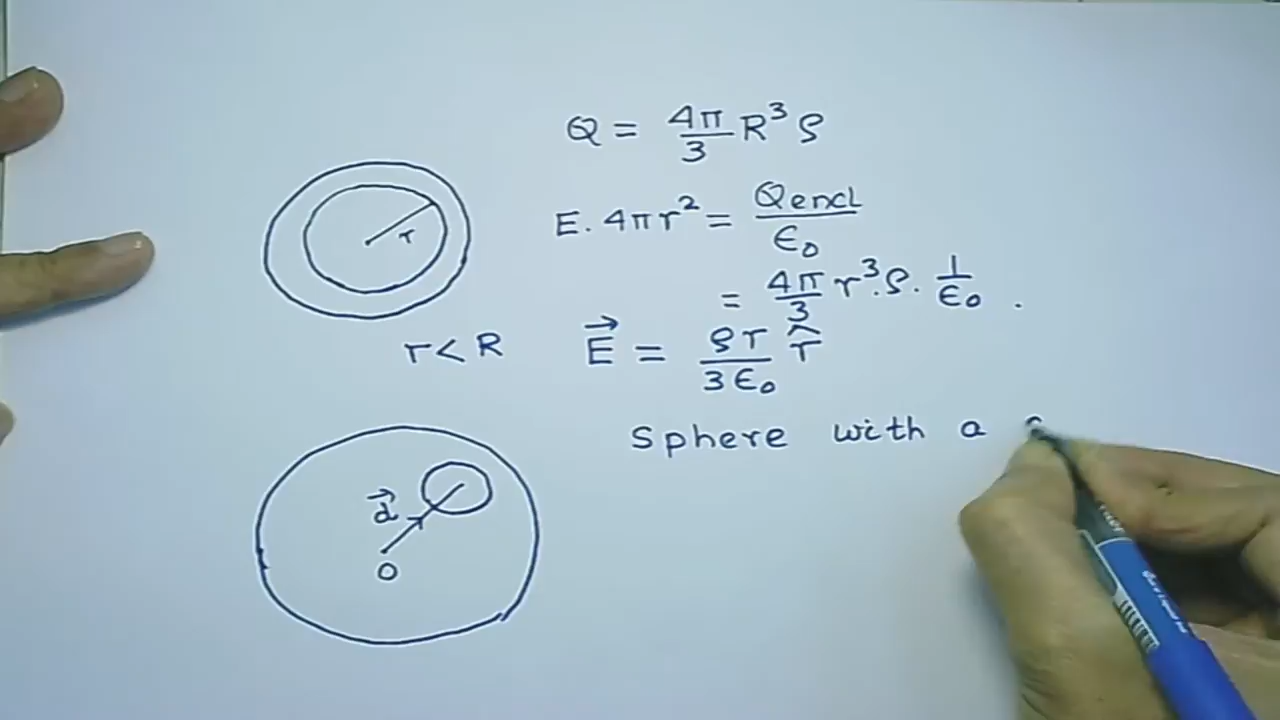 Q = 4π/3 R³ ρ
E. 4πr² = Qencl/ϵ₀
= 4π/3 r³.ρ. 1/ϵ₀ .
r
r < R
E⃗ = ρr/3ϵ₀ r̂
Sphere with a
d⃗
O